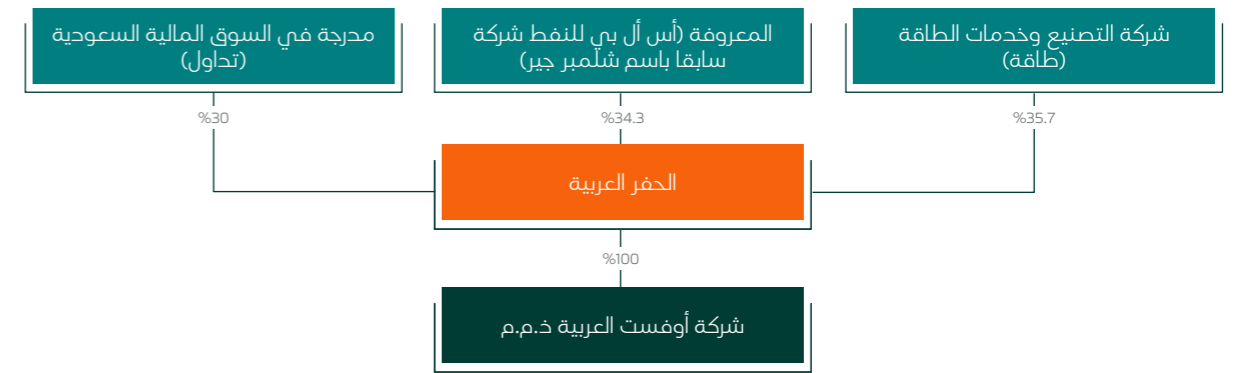 شركة التصنيع وخدمات الطاقة
(طاقة)
المعروفة (أس أل بي للنفط شركة
سابقا باسم شلمبر جير)
مدرجة في السوق المالية السعودية
(تداول)
%35.7
%34.3
%30
الحفر العربية
%100
شركة أوفست العربية ذ.م.م